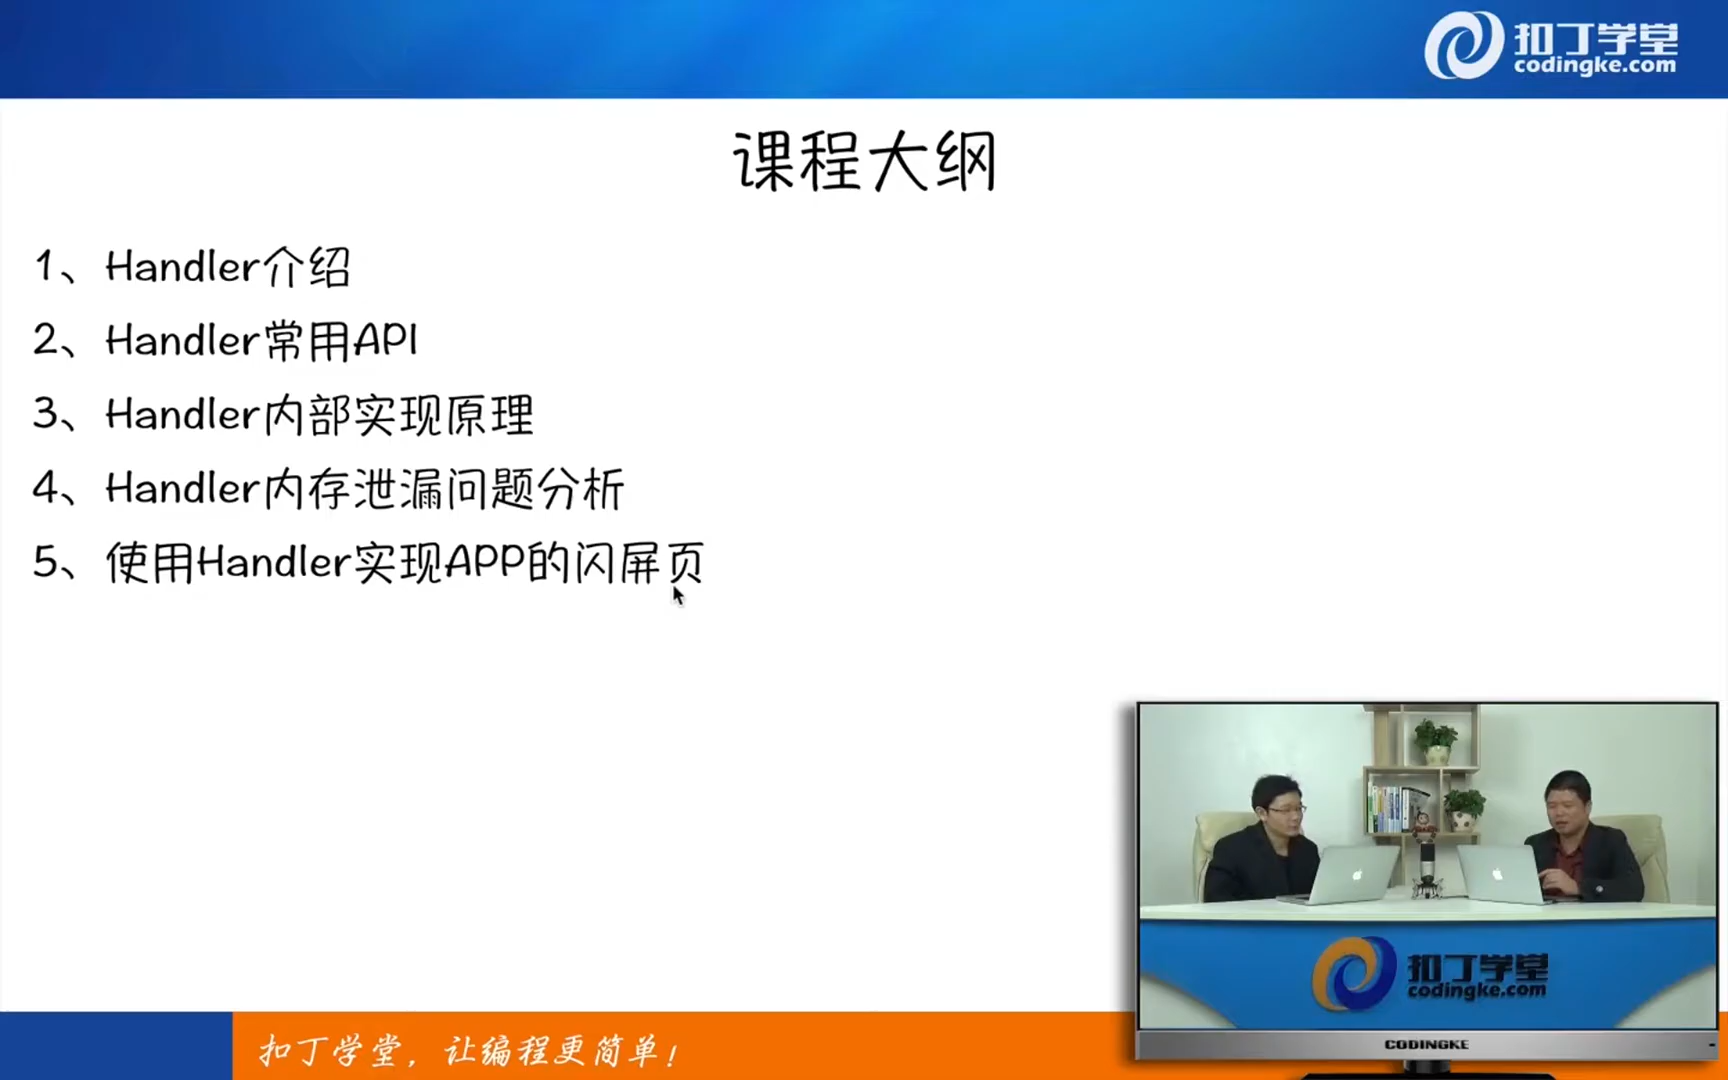 扣丁学堂
codingke.com
课程大纲
1、Handler介绍
2、Handler常用API
3、Handler内部实现原理
4、Handler内存泄漏问题分析
5、使用Handler实现APP的闪屏页
扣丁学堂
codingke.com
CODINGKE
扣丁学堂，让编程更简单！